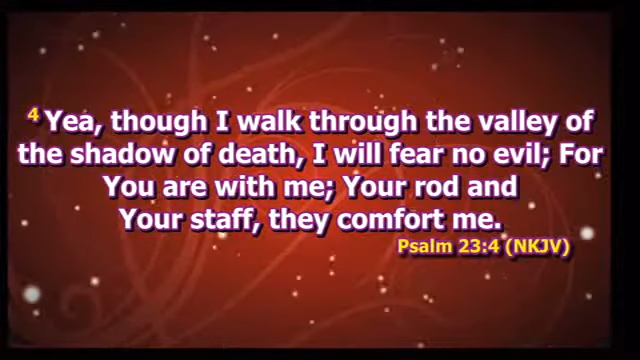 4 Yea, though I walk through the valley of
the shadow of death, I will fear no evil; For
You are with me; Your rod and
Your staff, they comfort me.
Psalm 23:4 (NKJV)